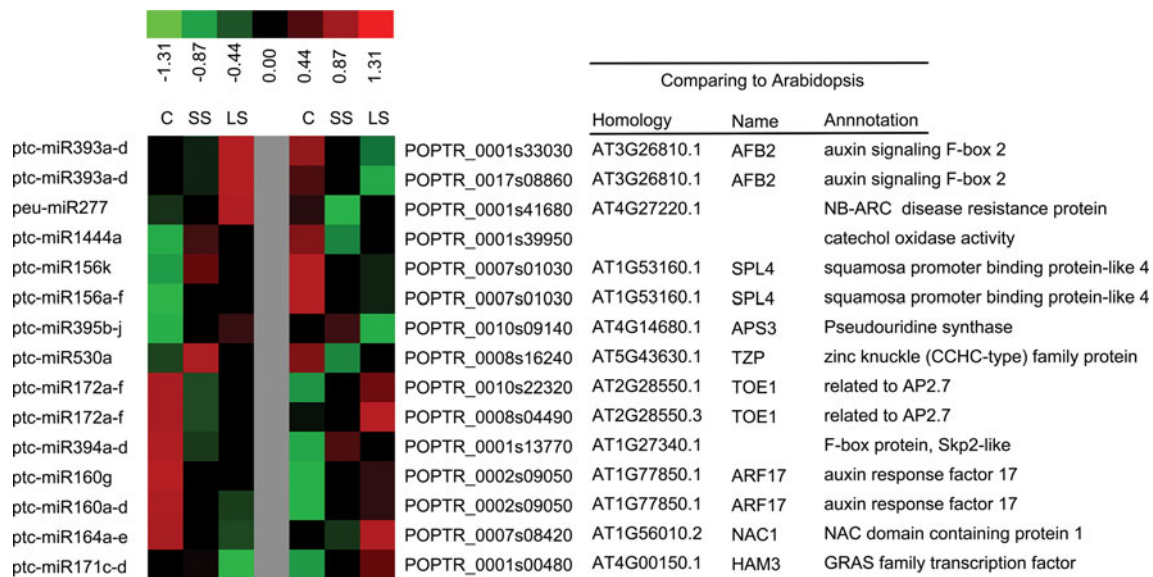 -1.31 -0.87 -0.44 0.00 0.44 0.87 1.31
Comparing to Arabidopsis
C SS LS C SS LS
Homology Name Annnotation
ptc-miR393a-d POPTR_0001s33030 AT3G26810.1 AFB2 auxin signaling F-box 2
ptc-miR393a-d POPTR_0017s08860 AT3G26810.1 AFB2 auxin signaling F-box 2
peu-miR277 POPTR_0001s41680 AT4G27220.1 NB-ARC disease resistance protein
ptc-miR1444a POPTR_0001s39950 catechol oxidase activity
ptc-miR156k POPTR_0007s01030 AT1G53160.1 SPL4 squamosa promoter binding protein-like 4
ptc-miR156a-f POPTR_0007s01030 AT1G53160.1 SPL4 squamosa promoter binding protein-like 4
ptc-miR395b-j POPTR_0010s09140 AT4G14680.1 APS3 Pseudouridine synthase
ptc-miR530a POPTR_0008s16240 AT5G43630.1 TZP zinc knuckle (CCHC-type) family protein
ptc-miR172a-f POPTR_0010s22320 AT2G28550.1 TOE1 related to AP2.7
ptc-miR172a-f POPTR_0008s04490 AT2G28550.3 TOE1 related to AP2.7
ptc-miR394a-d POPTR_0001s13770 AT1G27340.1 F-box protein, Skp2-like
ptc-miR160g POPTR_0002s09050 AT1G77850.1 ARF17 auxin response factor 17
ptc-miR160a-d POPTR_0002s09050 AT1G77850.1 ARF17 auxin response factor 17
ptc-miR164a-e POPTR_0007s08420 AT1G56010.2 NAC1 NAC domain containing protein 1
ptc-miR171c-d POPTR_0001s00480 AT4G00150.1 HAM3 GRAS family transcription factor